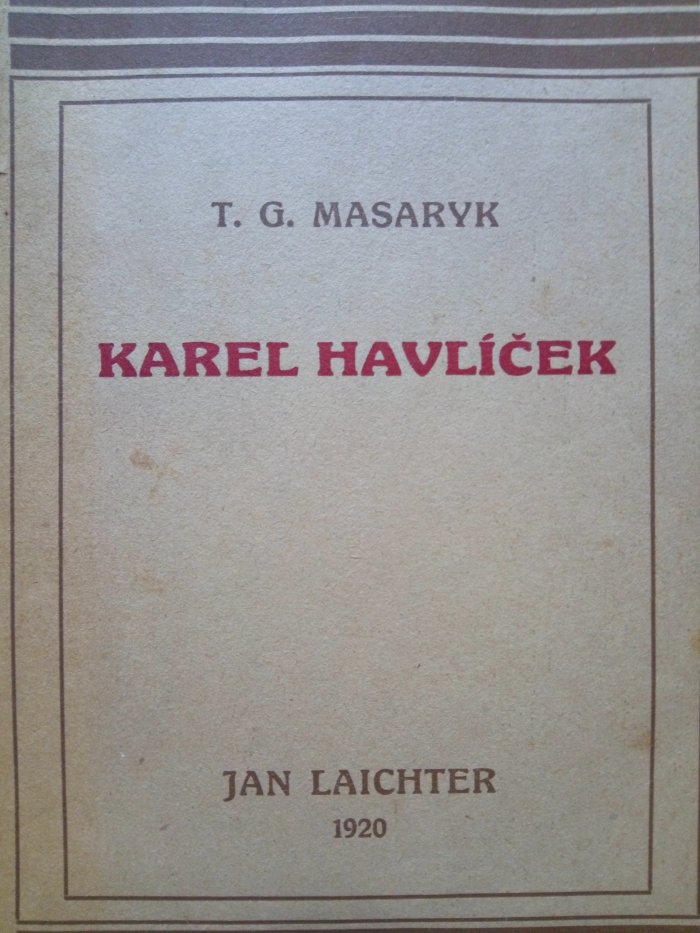 T. G. MASARYK
KAREL HAVLÍČEK
JAN LAICHTER
1920